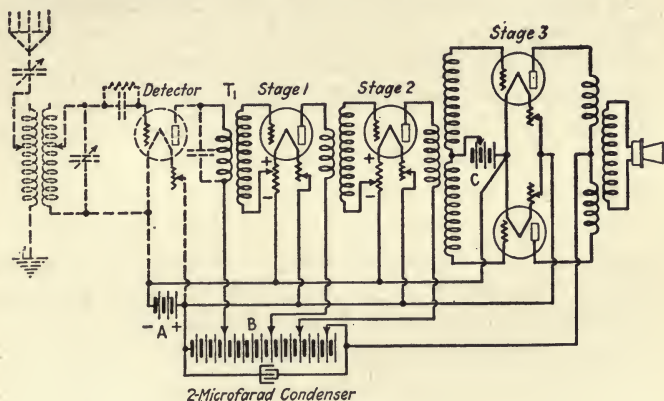 Stage 3
Detector
T1
Stage 1
Stage 2
+
-
+
-
C
- A +
B
2-Microfarad Condenser